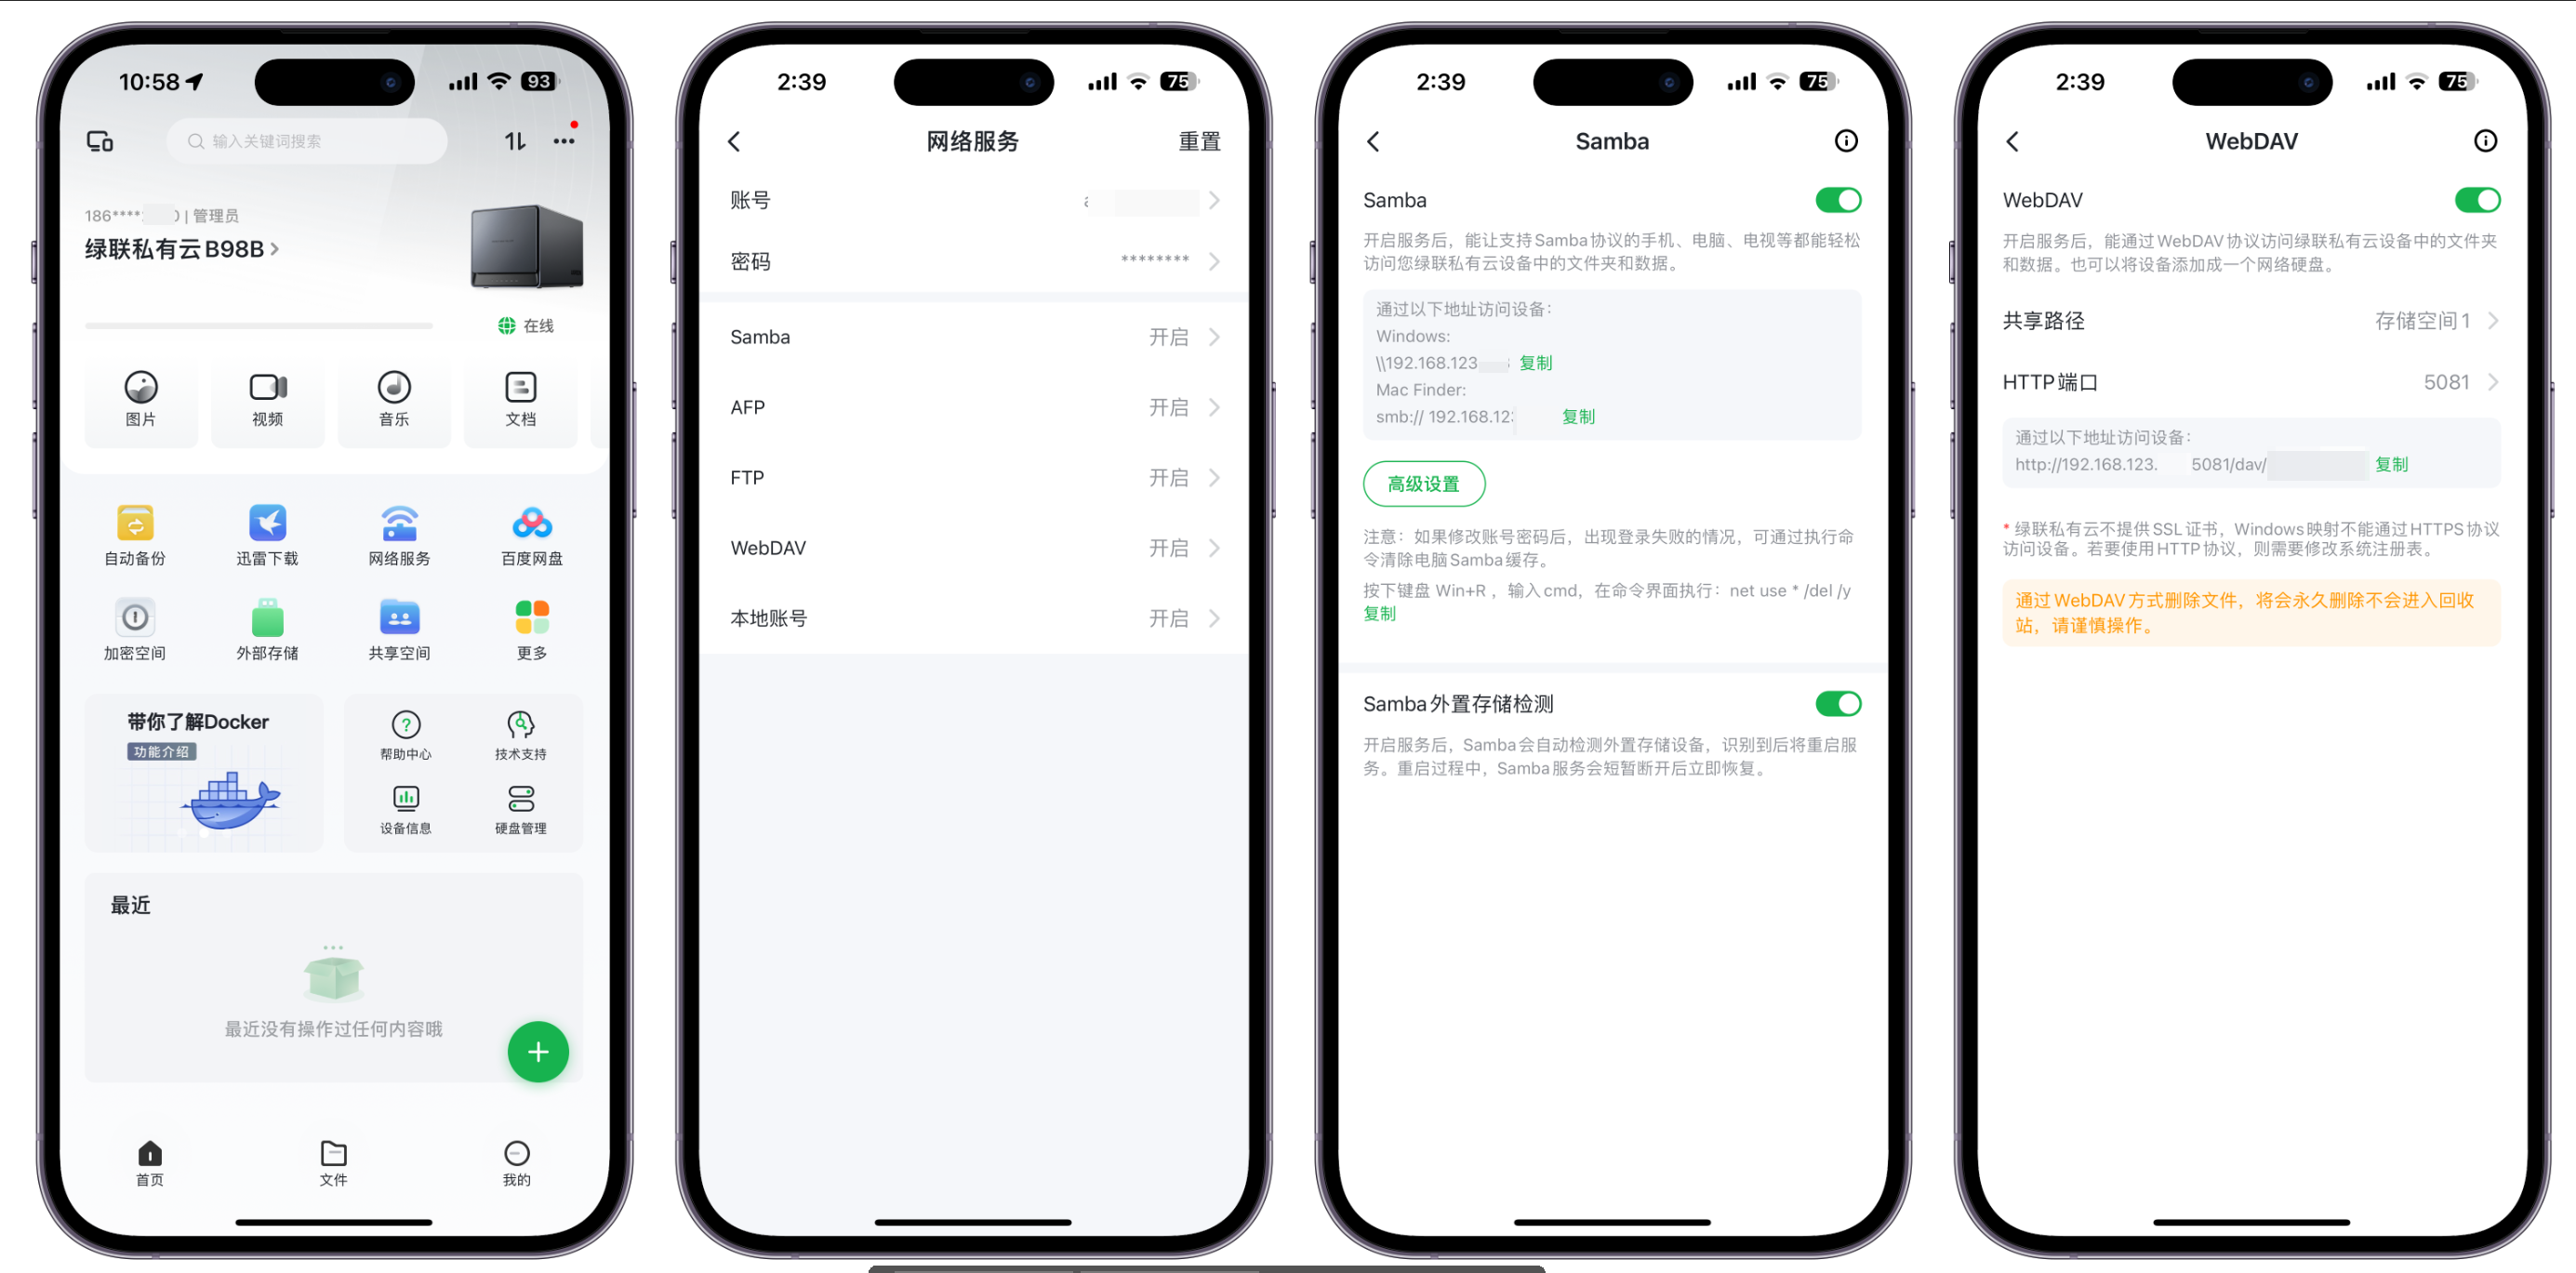 10:58
93
输入关键词搜索
186****
0 | 管理员
绿联私有云B98B
在线
图片
视频
音乐
文档
自动备份
迅雷下载
网络服务
百度网盘
加密空间
外部存储
共享空间
更多
带你了解Docker
功能介绍
帮助中心
技术支持
设备信息
硬盘管理
最近
最近没有操作过任何内容哦
首页
文件
我的
2:39
75
网络服务
重置
账号
密码
********
Samba
开启
AFP
开启
FTP
开启
WebDAV
开启
本地账号
开启
2:39
75
Samba
Samba
开启服务后，能让支持Samba协议的手机、电脑、电视等都能轻松
访问您绿联私有云设备中的文件夹和数据。
通过以下地址访问设备：
Windows:
\\192.168.123
复制
Mac Finder:
smb:// 192.168.12
复制
高级设置
注意：如果修改账号密码后，出现登录失败的情况，可通过执行命
令清除电脑Samba缓存。
按下键盘 Win+R ，输入cmd，在命令界面执行：net use * /del /y
复制
Samba外置存储检测
开启服务后，Samba会自动检测外置存储设备，识别到后将重启服
务。重启过程中，Samba服务会短暂断开后立即恢复。
2:39
75
WebDAV
WebDAV
开启服务后，能通过WebDAV协议访问绿联私有云设备中的文件夹
和数据。也可以将设备添加成一个网络硬盘。
共享路径
存储空间1
HTTP端口
5081
通过以下地址访问设备：
http://192.168.123.
5081/dav/
复制
* 绿联私有云不提供SSL证书，Windows映射不能通过HTTPS协议
访问设备。若要使用HTTP协议，则需要修改系统注册表。
通过WebDAV方式删除文件，将会永久删除不会进入回收
站，请谨慎操作。